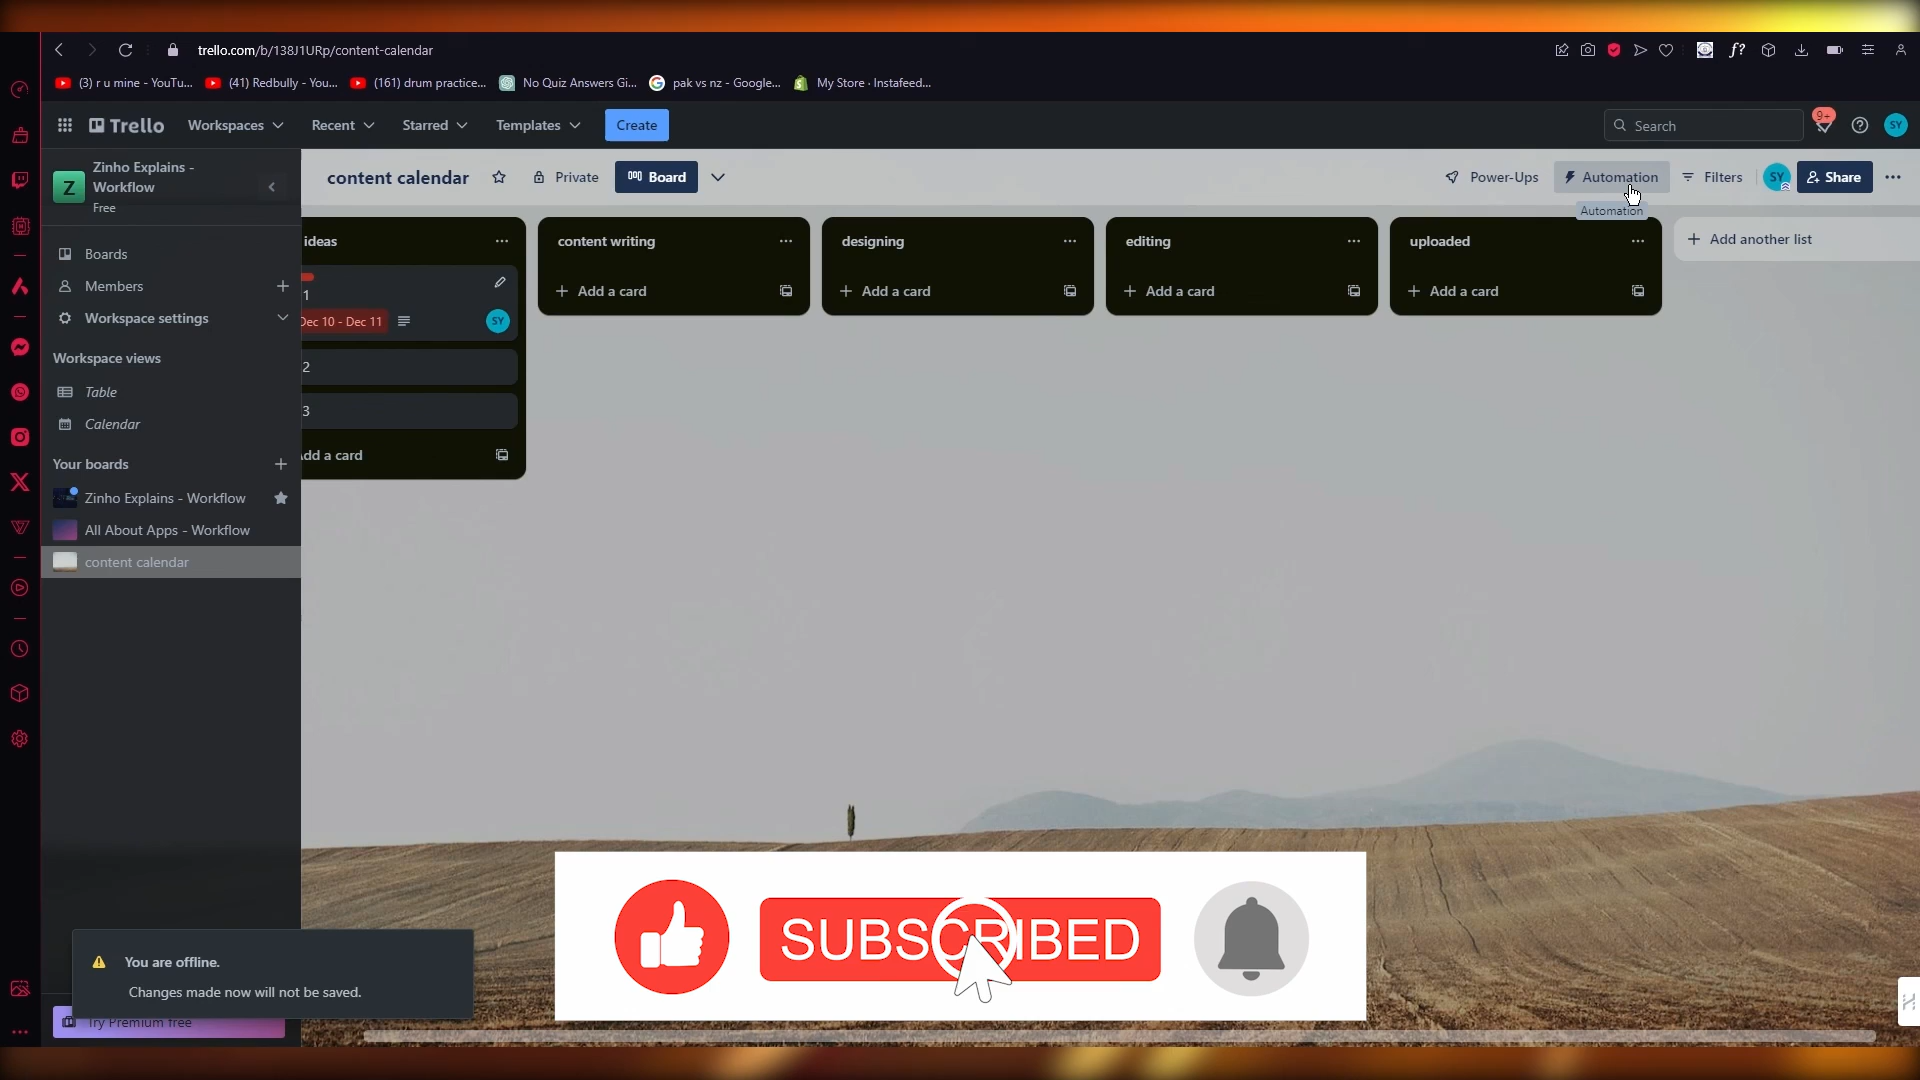 trello.com/b/138J1URp/content-calendar
(3) r u mine - YouTu...
(41) Redbully - You...
(161) drum practice...
No Quiz Answers Gi...
pak vs nz - Google...
My Store · Instafeed...
Trello
Workspaces
Recent
Starred
Templates
Create
Search
9+
SY
Z
Zinho Explains -
Workflow
Free
content calendar
Private
Board
Power-Ups
Automation
Filters
SY
Share
Automation
Boards
Members
Workspace settings
Workspace views
Table
Calendar
Your boards
Zinho Explains - Workflow
All About Apps - Workflow
content calendar
ideas
1
Dec 10 - Dec 11
SY
2
3
Add a card
content writing
Add a card
designing
Add a card
editing
Add a card
uploaded
Add a card
Add another list
You are offline.
Changes made now will not be saved.
Try Premium free
SUBSCRIBED